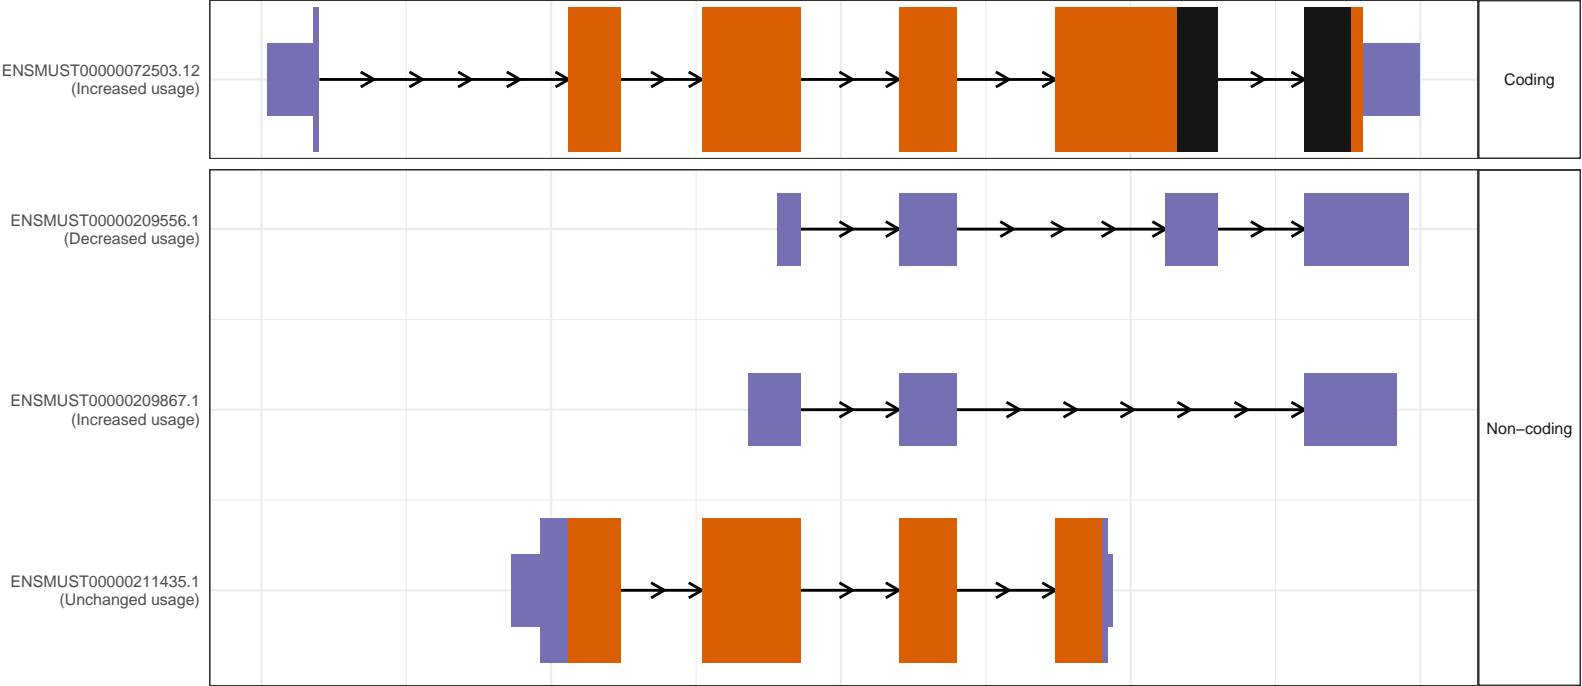 ENSMUST00000072503.12
(Increased usage)
Coding
ENSMUST00000209556.1
(Decreased usage)
ENSMUST00000209867.1
(Increased usage)
Non−coding
ENSMUST00000211435.1
(Unchanged usage)